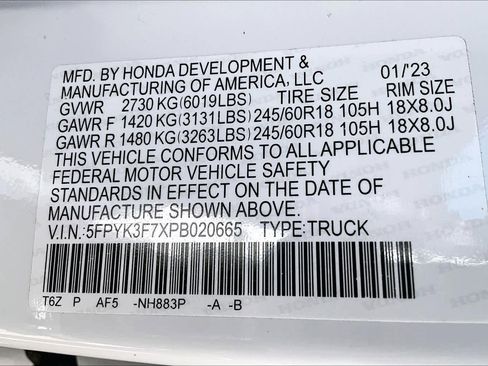 MFD. BY HONDA DEVELOPMENT &
MANUFACTURING OF AMERICA, LLC 01/'23
GVWR 2730 KG(6019LBS) TIRE SIZE RIM SIZE
GAWR F 1420 KG(3131LBS) 245/60R18 105H 18X8.0J
GAWR R 1480 KG(3263LBS) 245/60R18 105H 18X8.0J
THIS VEHICLE CONFORMS TO ALL APPLICABLE
FEDERAL MOTOR VEHICLE SAFETY
STANDARDS IN EFFECT ON THE DATE OF
MANUFACTURE SHOWN ABOVE.
V.I.N.:5FPYK3F7XPB020665 TYPE:TRUCK
T6Z P AF5 -NH883P -A -B